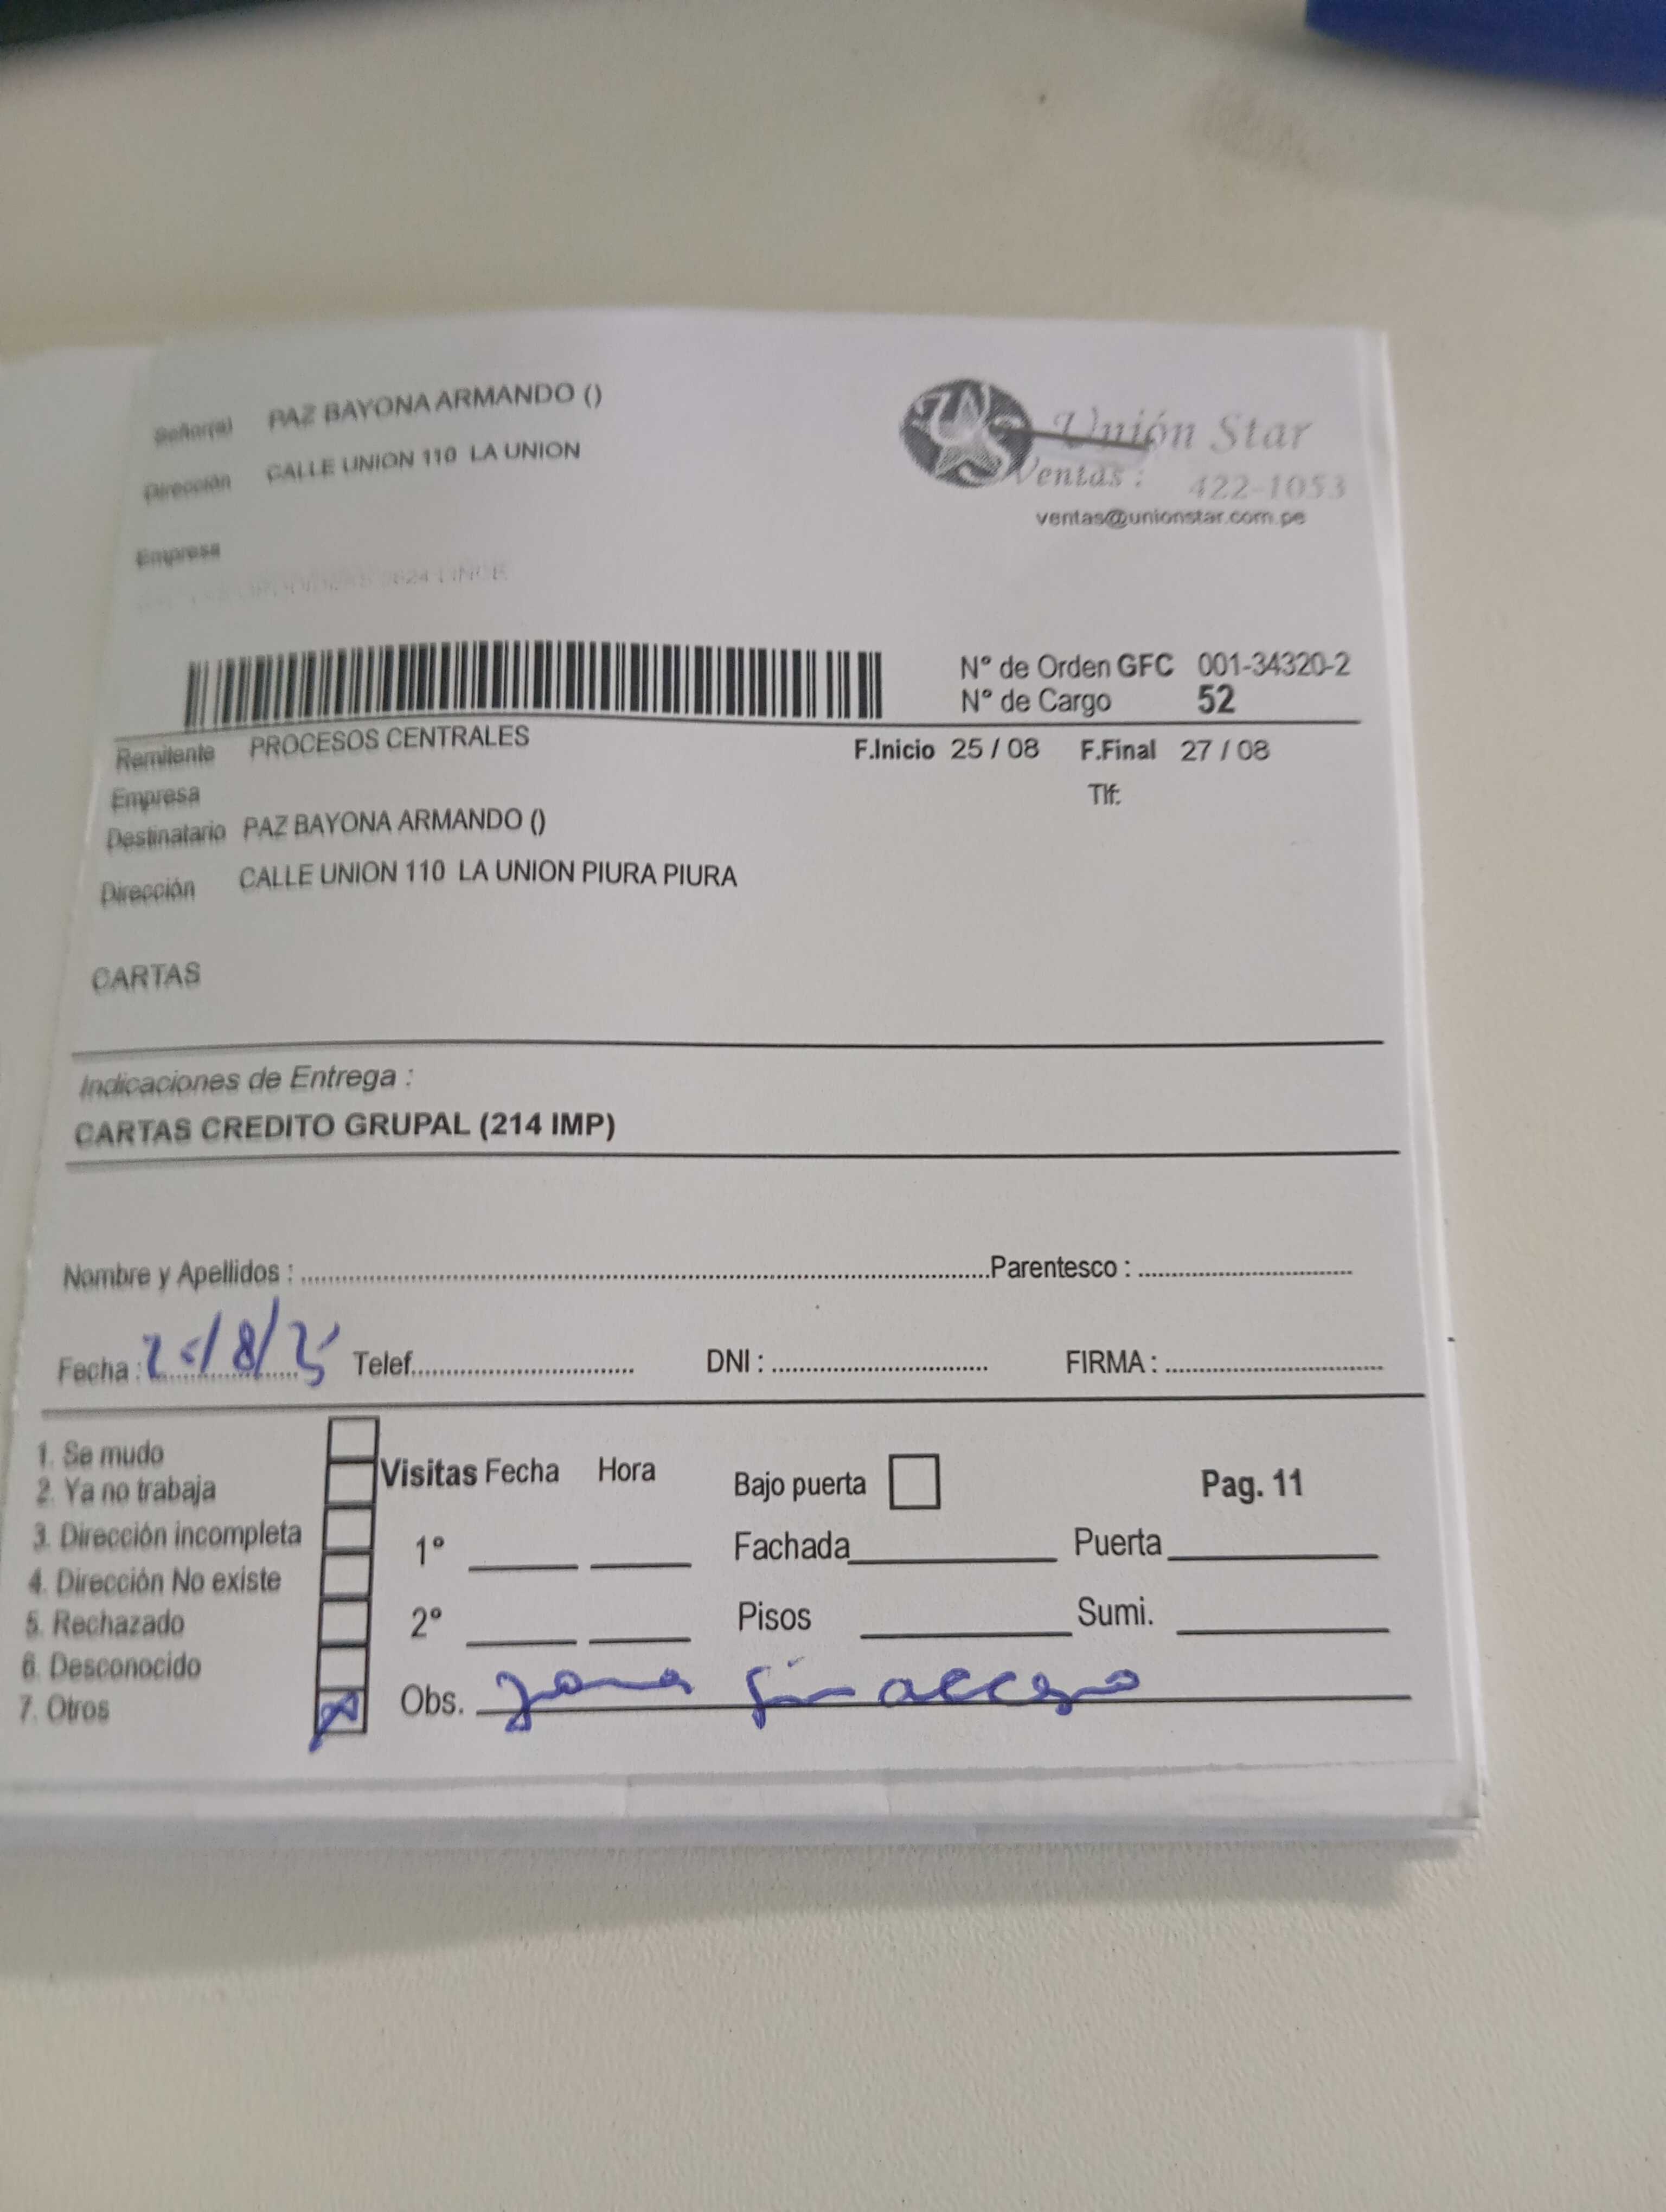 Señor(a) PAZ BAYONA ARMANDO ()
Dirección CALLE UNION 110 LA UNION
Empresa
Unión Star
Ventas : 422-1053
ventas@unionstar.com.pe
N° de Orden GFC 001-34320-2
N° de Cargo 52
Remitente PROCESOS CENTRALES
F.Inicio 25 / 08 F.Final 27 / 08
Empresa
Tlf:
Destinatario PAZ BAYONA ARMANDO ()
Dirección CALLE UNION 110 LA UNION PIURA PIURA
CARTAS
Indicaciones de Entrega :
CARTAS CREDITO GRUPAL (214 IMP)
Nombre y Apellidos : Parentesco :
Fecha : 25/8/25 Telef. DNI : FIRMA :
1. Se mudo
2. Ya no trabaja
3. Dirección incompleta
4. Dirección No existe
5. Rechazado
6. Desconocido
7. Otros
Visitas Fecha Hora
1°
2°
Bajo puerta
Pag. 11
Fachada Puerta
Pisos Sumi.
Obs. zona sin acceso